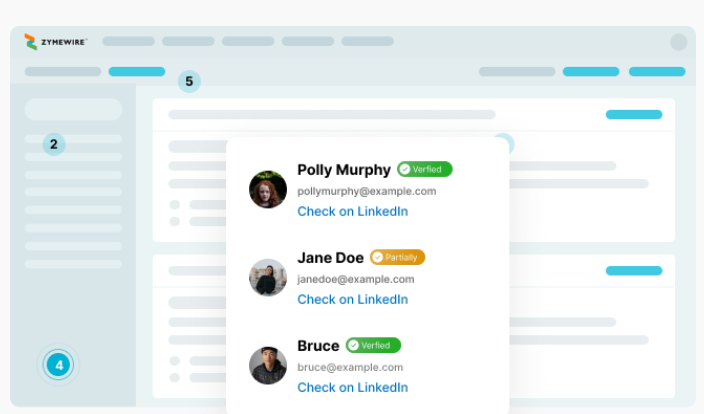 ZYMEWIRE
5
2
Polly Murphy Verfied
pollymurphy@example.com
Check on LinkedIn
Jane Doe Partially
janedoe@example.com
Check on LinkedIn
Bruce Verfied
bruce@example.com
Check on LinkedIn
4